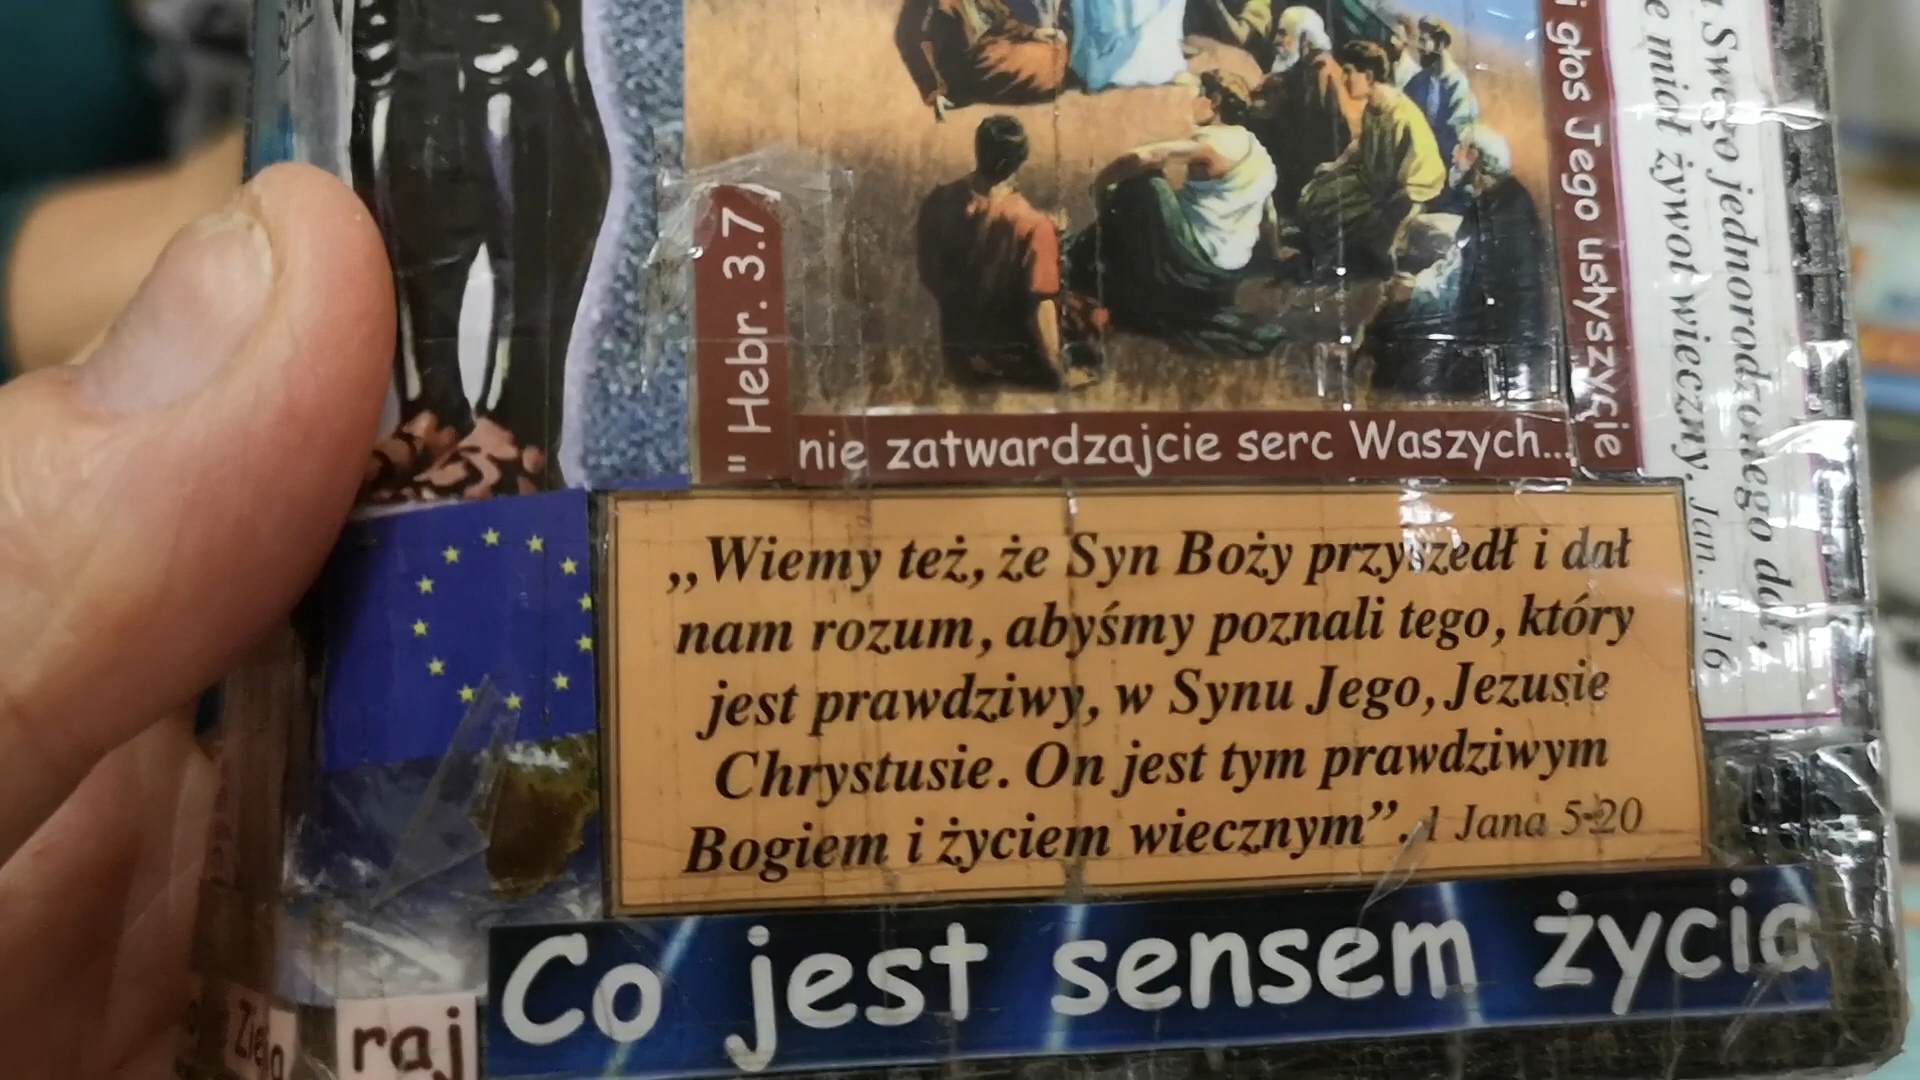 i głos Jego usłyszycie
Swego jednorodzonego dał,
miał żywot wieczny. Jan.
16
" Hebr. 3.7
nie zatwardzajcie serc Waszych...
„Wiemy też, że Syn Boży przyszedł i dał
nam rozum, abyśmy poznali tego, który
jest prawdziwy, w Synu Jego, Jezusie
Chrystusie. On jest tym prawdziwym
Bogiem i życiem wiecznym”. 1 Jana 5-20
Co jest sensem życia
raj